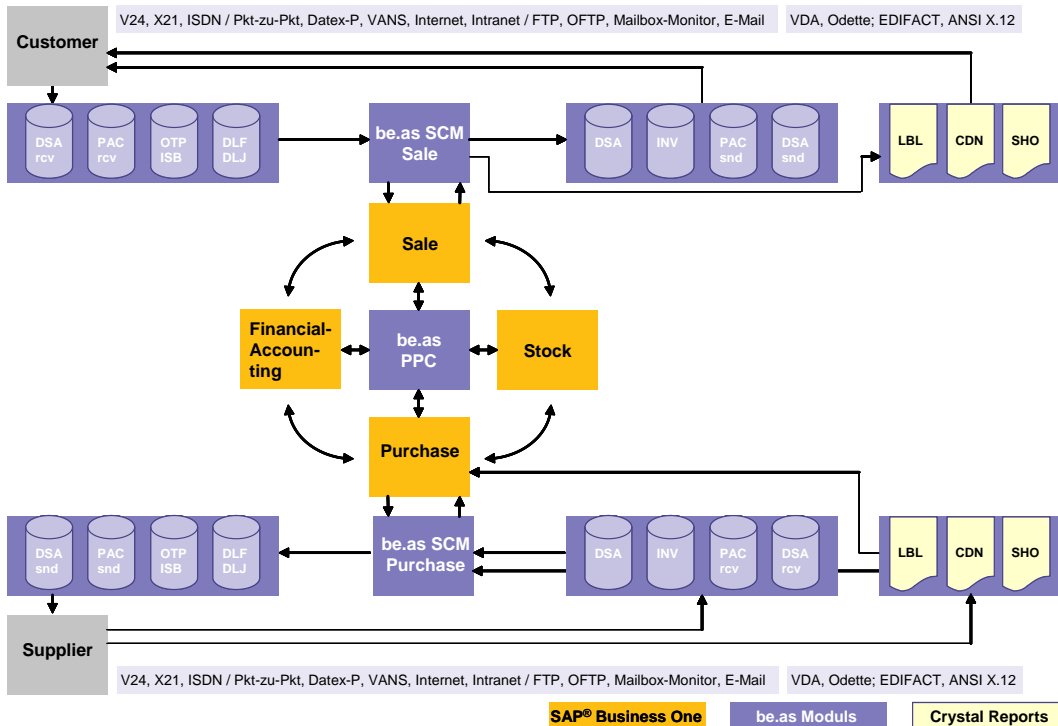 V24, X21, ISDN / Pkt-zu-Pkt, Datex-P, VANS, Internet, Intranet / FTP, OFTP, Mailbox-Monitor, E-Mail
VDA, Odette; EDIFACT, ANSI X.12
Customer
DSA
rcv
PAC
rcv
OTP
ISB
DLF
DLJ
be.as SCM
Sale
DSA
INV
PAC
snd
DSA
snd
LBL
CDN
SHO
Sale
Financial-
Accoun-
ting
be.as
PPC
Stock
Purchase
DSA
snd
PAC
snd
OTP
ISB
DLF
DLJ
be.as SCM
Purchase
DSA
INV
PAC
rcv
DSA
rcv
LBL
CDN
SHO
Supplier
V24, X21, ISDN / Pkt-zu-Pkt, Datex-P, VANS, Internet, Intranet / FTP, OFTP, Mailbox-Monitor, E-Mail
VDA, Odette; EDIFACT, ANSI X.12
SAP® Business One
be.as Moduls
Crystal Reports